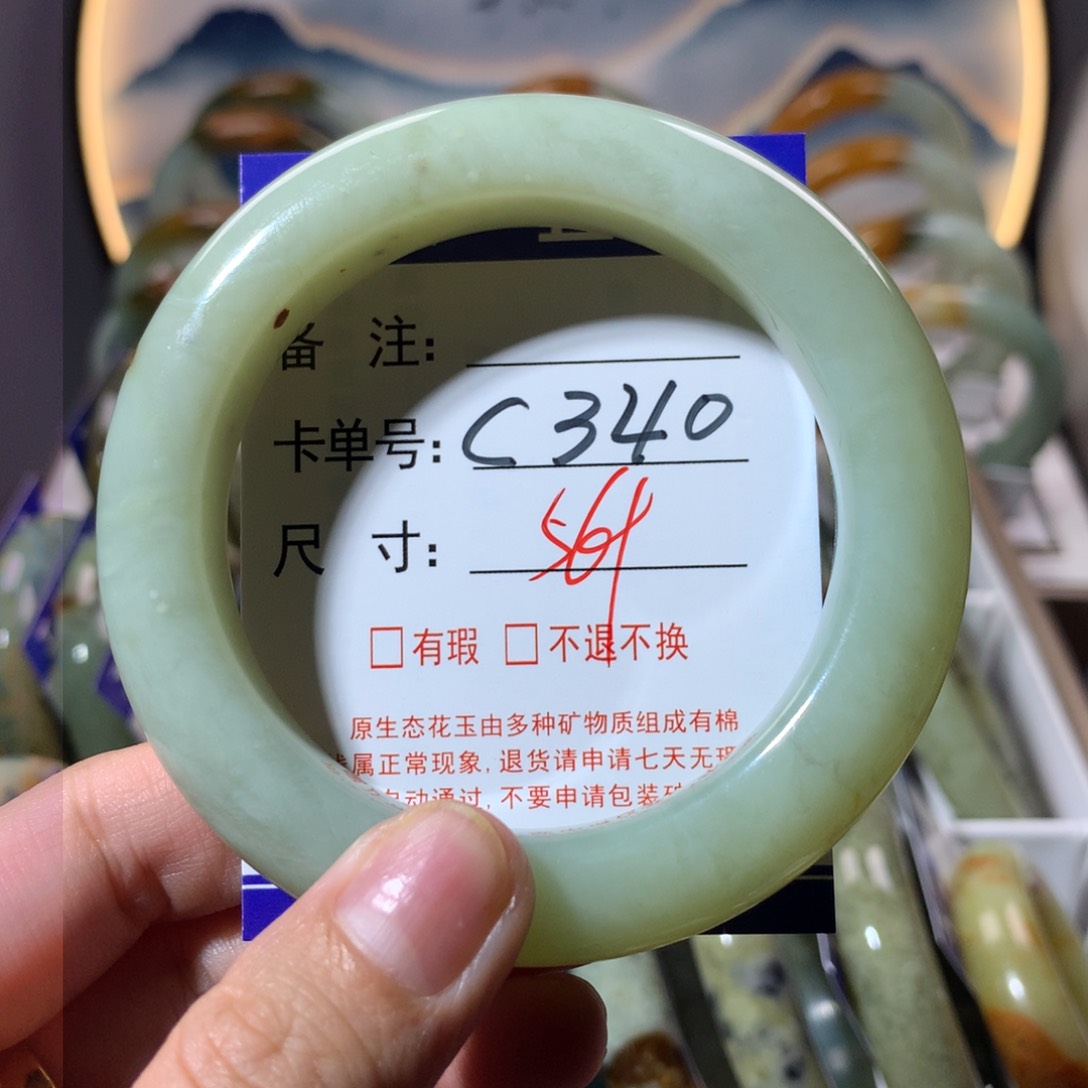 备 注:
卡单号: C340
尺 寸: 56
□有瑕 □不退不换
原生态花玉由多种矿物质组成有棉
属正常现象,退货请申请七天无
自动通过,不要申请包装